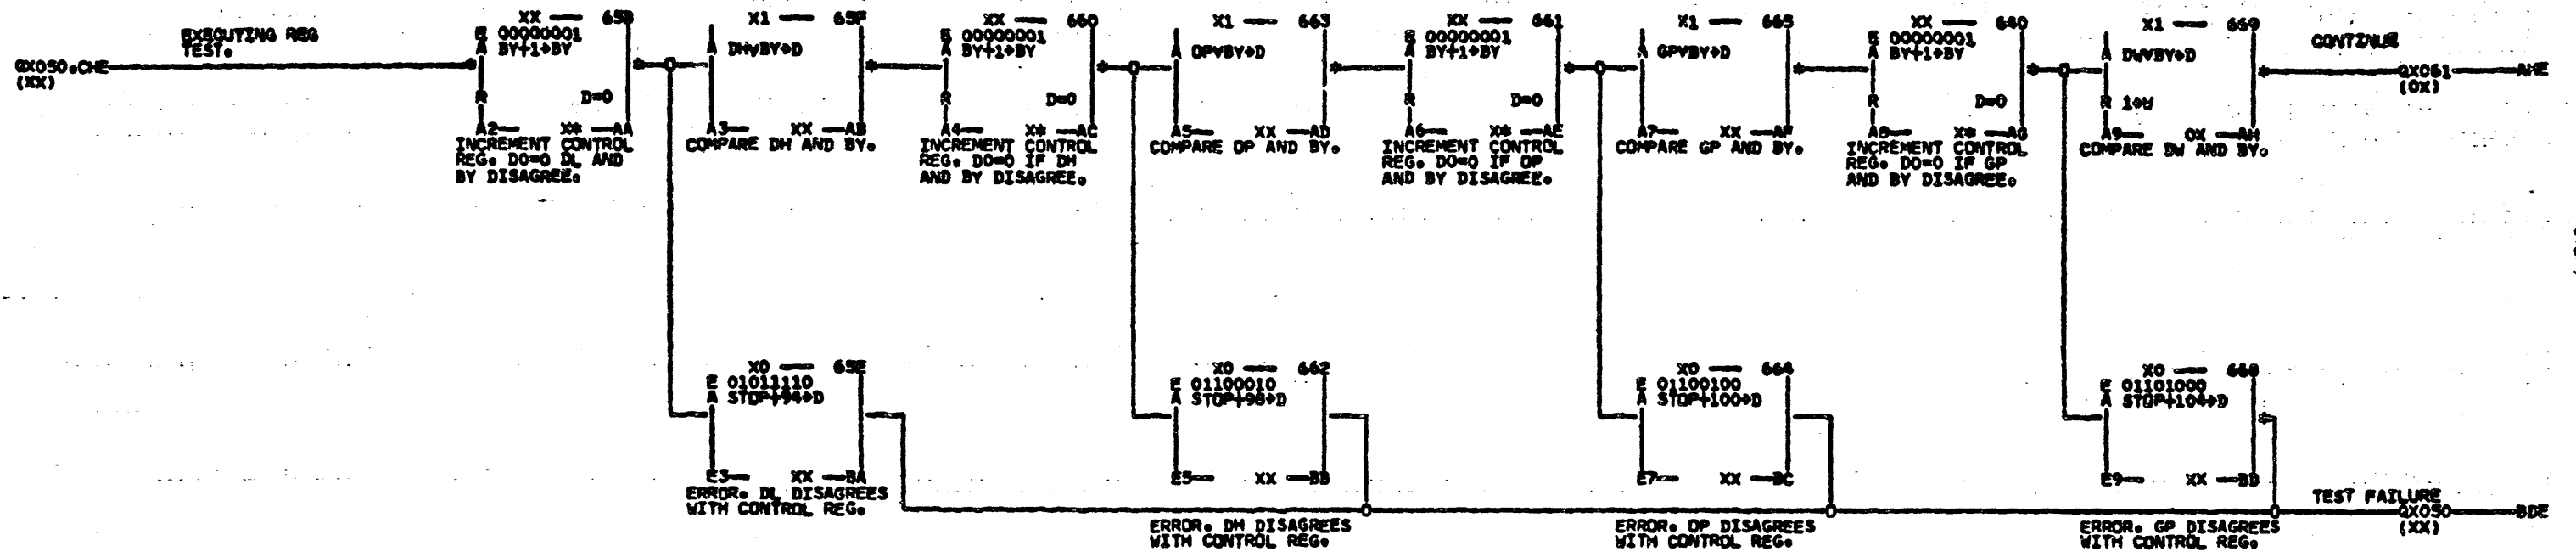 EXECUTING REG
TEST.
QX050.CHE
(XX)
XX — 65B
E 00000001
A BY+1→BY
R D=0
A2— X* —AA
INCREMENT CONTROL
REG. DO=0 DL AND
BY DISAGREE.
X1 — 65F
A DH∀BY→D
A3— XX —AB
COMPARE DH AND BY.
XX — 660
E 00000001
A BY+1→BY
R D=0
A4— X* —AC
INCREMENT CONTROL
REG. DO=0 IF DH
AND BY DISAGREE.
X1 — 663
A OP∀BY→D
A5— XX —AD
COMPARE OP AND BY.
XX — 661
E 00000001
A BY+1→BY
R D=0
A6— X* —AE
INCREMENT CONTROL
REG. DO=0 IF OP
AND BY DISAGREE.
X1 — 665
A GP∀BY→D
A7— XX —AF
COMPARE GP AND BY.
XX — 640
E 00000001
A BY+1→BY
R D=0
A8— X* —AG
INCREMENT CONTROL
REG. DO=0 IF GP
AND BY DISAGREE.
X1 — 669
A DW∀BY→D
R 1→W
A9— 0X —AH
COMPARE DW AND BY.
CONTINUE
QX061 —AHE
(0X)
X0 — 65E
E 01011110
A STOP+94→D
E3— XX —BA
ERROR. DL DISAGREES
WITH CONTROL REG.
X0 — 662
E 01100010
A STOP+98→D
E5— XX —BB
ERROR. DH DISAGREES
WITH CONTROL REG.
X0 — 664
E 01100100
A STOP+100→D
E7— XX —BC
ERROR. OP DISAGREES
WITH CONTROL REG.
X0 — 668
E 01101000
A STOP+104→D
E9— XX —BD
ERROR. GP DISAGREES
WITH CONTROL REG.
TEST FAILURE
QX050 —BDE
(XX)